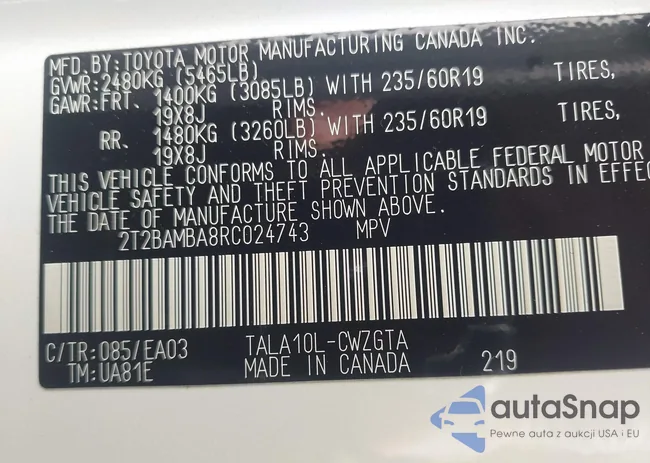 MFD.BY:TOYOTA MOTOR MANUFACTURING CANADA INC.
GVWR:2480KG (5465LB)
GAWR:FRT. 1400KG (3085LB) WITH 235/60R19 TIRES,
19X8J RIMS.
RR. 1480KG (3260LB) WITH 235/60R19 TIRES,
19X8J RIMS.
THIS VEHICLE CONFORMS TO ALL APPLICABLE FEDERAL MOTOR
VEHICLE SAFETY AND THEFT PREVENTION STANDARDS IN EFFEC
THE DATE OF MANUFACTURE SHOWN ABOVE.
2T2BAMBA8RC024743 MPV
C/TR:085/EA03 TALA10L-CWZGTA
TM:UA81E MADE IN CANADA 219
autaSnap
Pewne auta z aukcji USA i EU